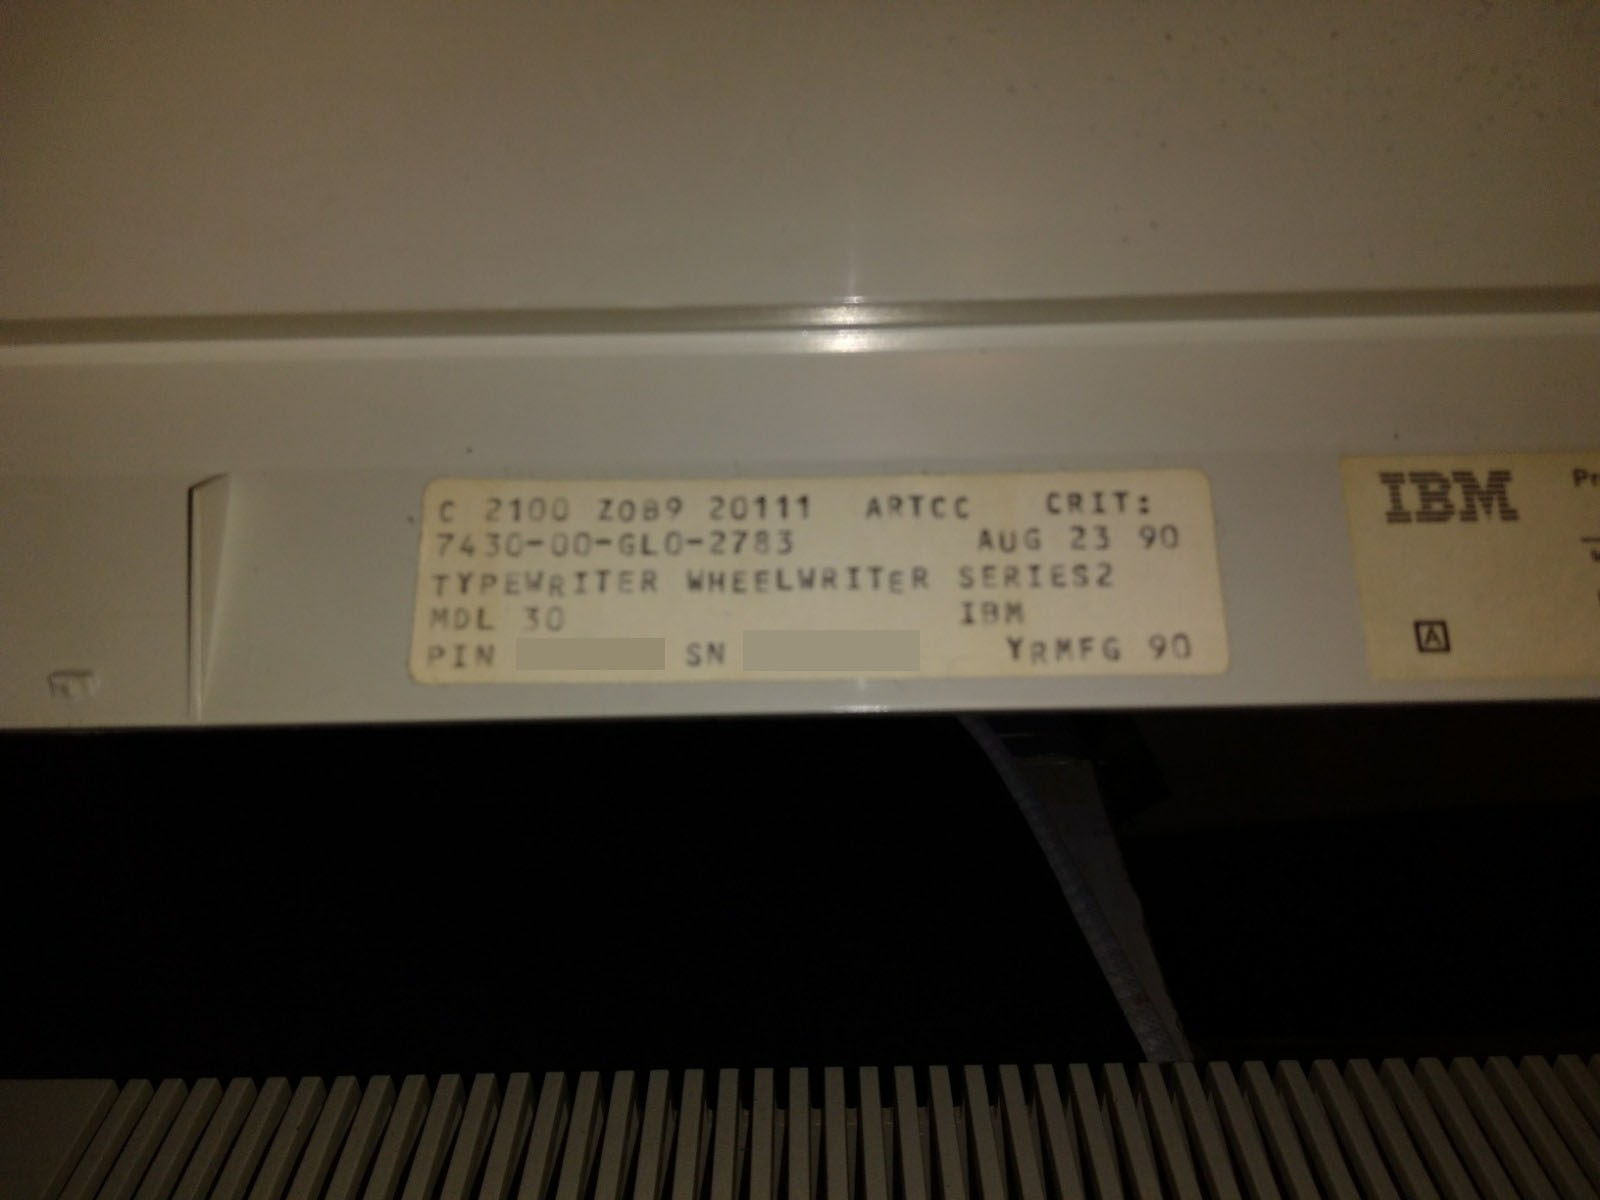 C 2100 Z089 20111 ARTCC CRIT:
7430-00-GL0-2783 AUG 23 90
TYPEWRITER WHEELWRITER SERIES2
MDL 30 IBM
PIN SN YRMFG 90
IBM
A